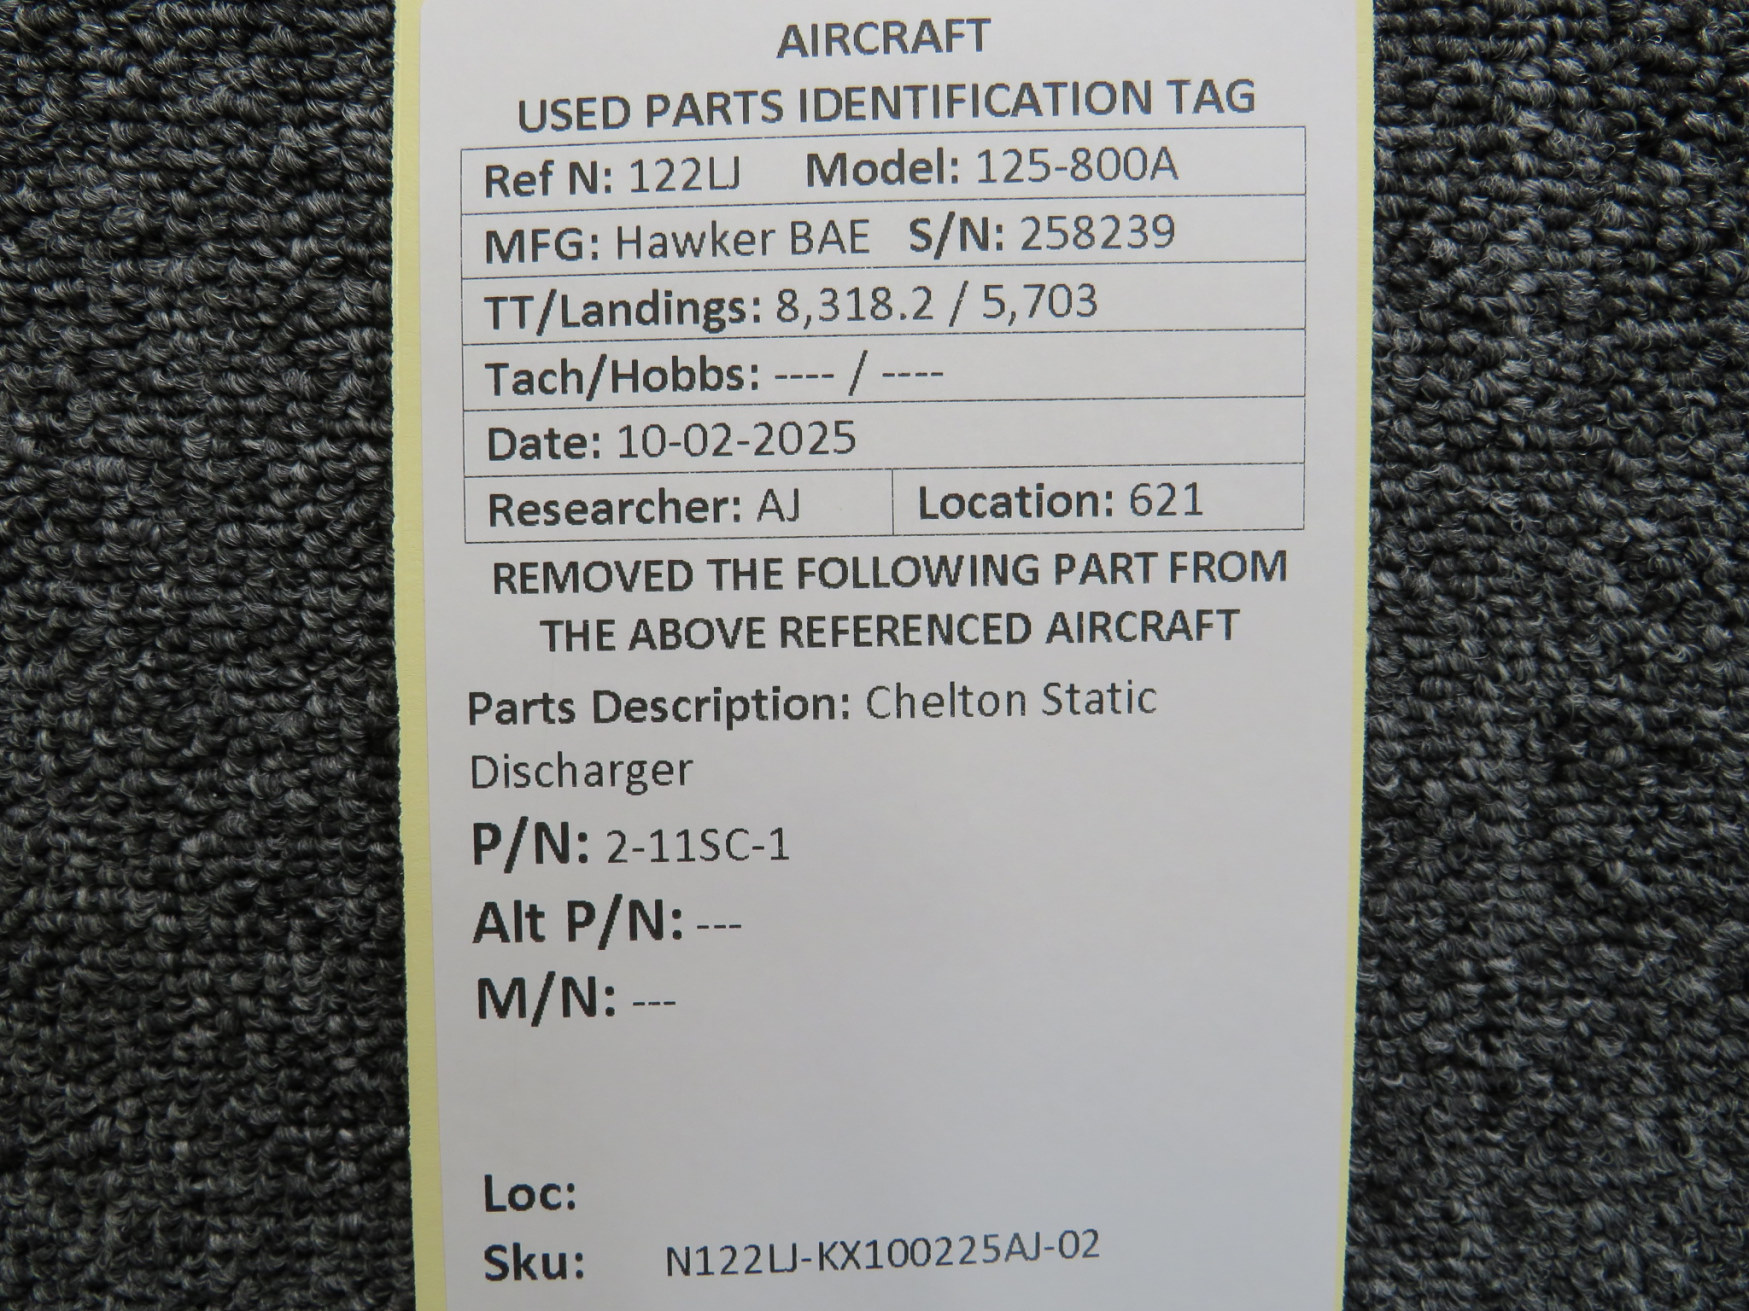 AIRCRAFT
USED PARTS IDENTIFICATION TAG
Ref N: 122LJ Model: 125-800A
MFG: Hawker BAE S/N: 258239
TT/Landings: 8,318.2 / 5,703
Tach/Hobbs: ---- / ----
Date: 10-02-2025
Researcher: AJ Location: 621
REMOVED THE FOLLOWING PART FROM
THE ABOVE REFERENCED AIRCRAFT
Parts Description: Chelton Static
Discharger
P/N: 2-11SC-1
Alt P/N: ---
M/N: ---
Loc:
Sku: N122LJ-KX100225AJ-02